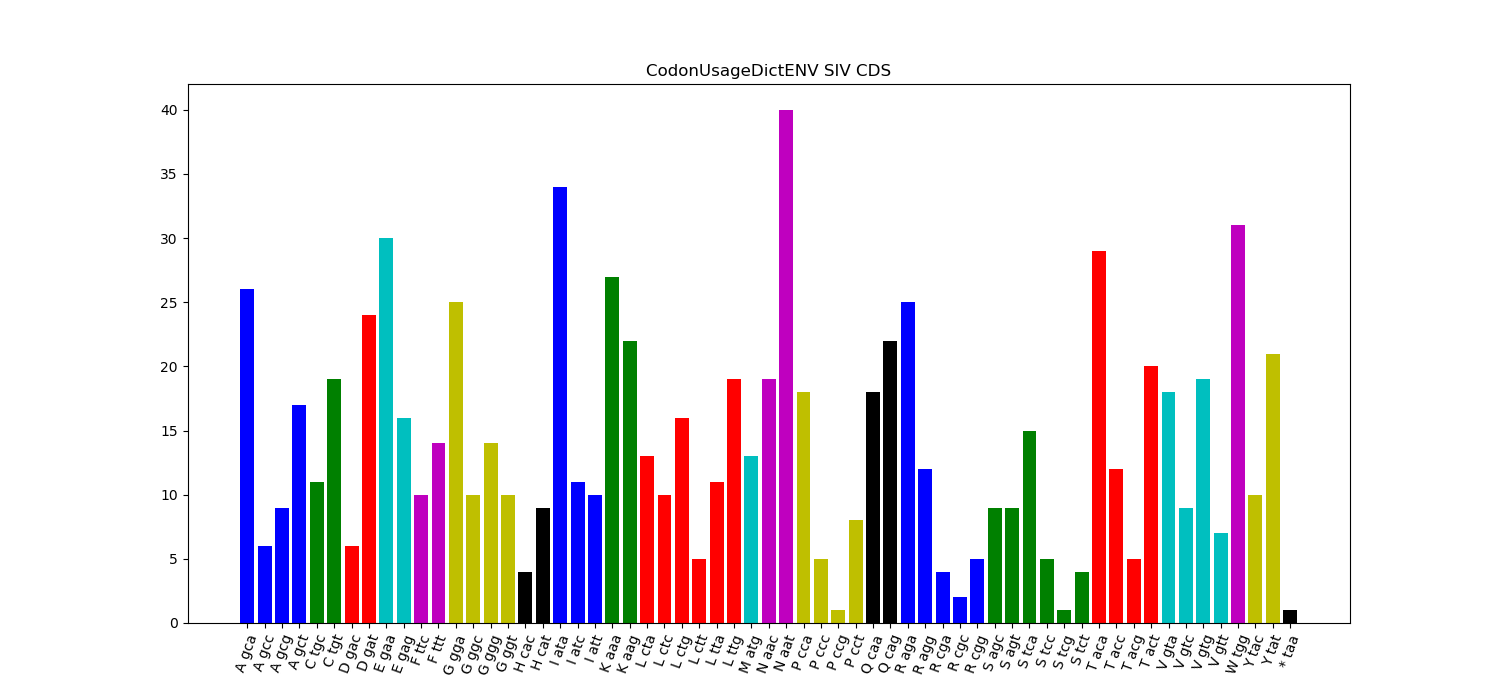 CodonUsageDictENV SIV CDS
40
35
30
25
20
15
10
5
0
A gca
A gcc
A gcg
A gct
C tgc
C tgt
D gac
D gat
E gaa
E gag
F ttc
F ttt
G gga
G ggc
G ggg
G ggt
H cac
H cat
I ata
I atc
I att
K aaa
K aag
L cta
L ctc
L ctg
L ctt
L tta
L ttg
M atg
N aac
N aat
P cca
P ccc
P ccg
P cct
Q caa
Q cag
R aga
R agg
R cga
R cgc
R cgg
S agc
S agt
S tca
S tcc
S tcg
S tct
T aca
T acc
T acg
T act
V gta
V gtc
V gtg
V gtt
W tgg
Y tac
Y tat
* taa